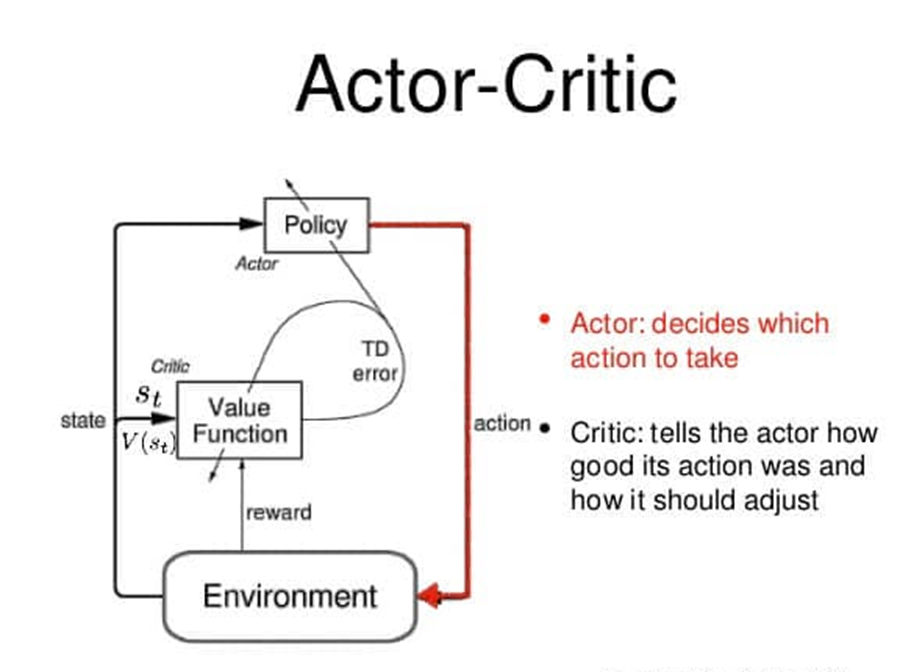 Actor-Critic
Policy
Actor
TD
error
Critic
s_t
Value
Function
state
V(s_t)
action
reward
Environment
• Actor: decides which
action to take
• Critic: tells the actor how
good its action was and
how it should adjust